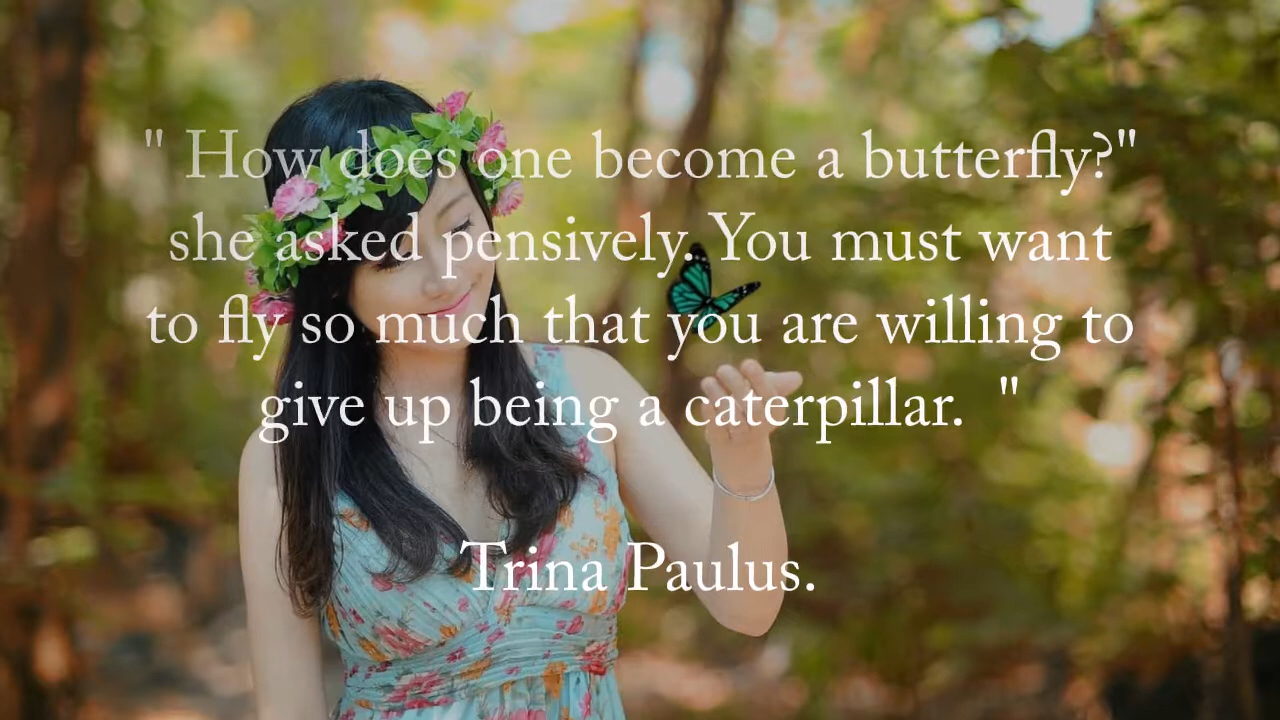 " How does one become a butterfly?"
she asked pensively. You must want
to fly so much that you are willing to
give up being a caterpillar. "
Trina Paulus.